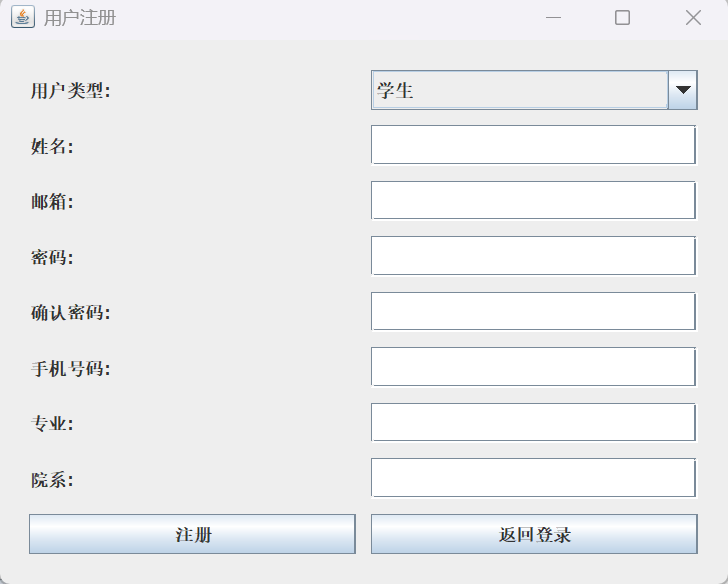 用户注册
用户类型: 学生
姓名:
邮箱:
密码:
确认密码:
手机号码:
专业:
院系:
注册 返回登录